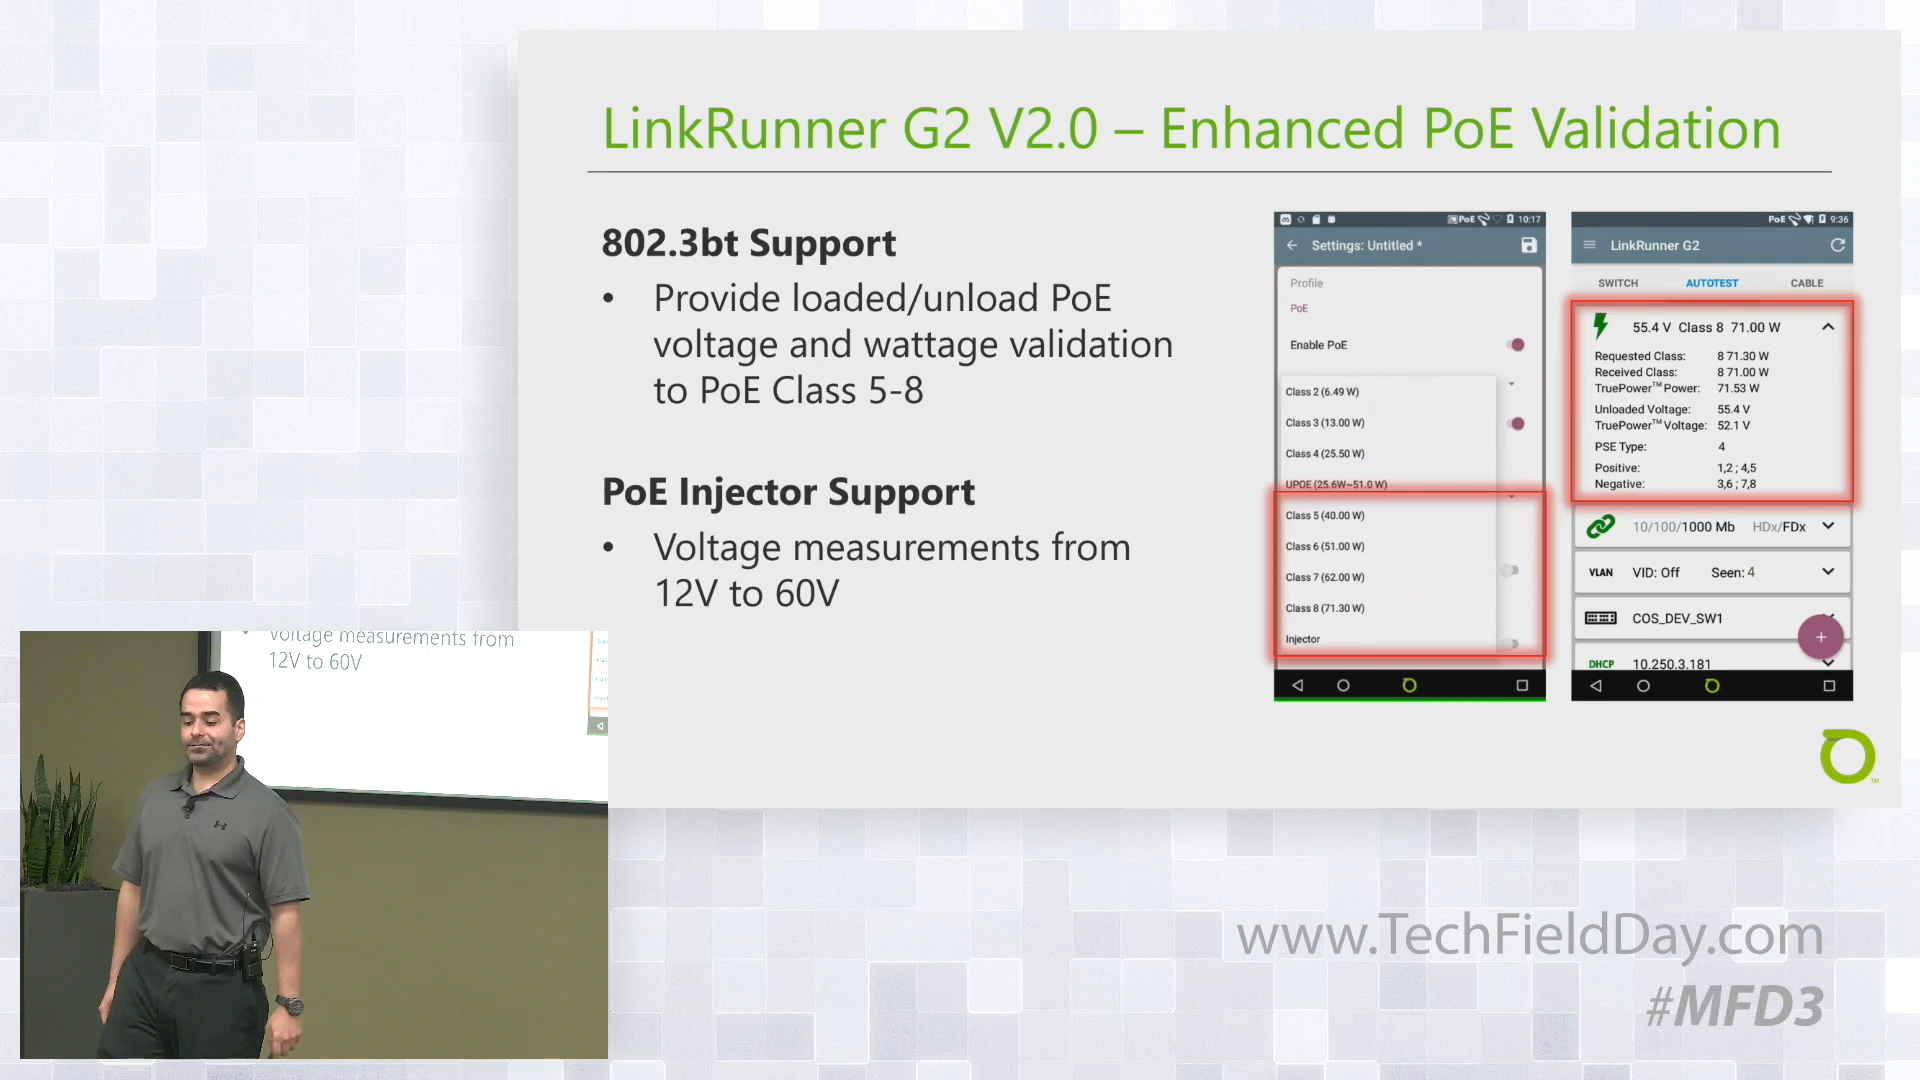 LinkRunner G2 V2.0 – Enhanced PoE Validation
802.3bt Support
• Provide loaded/unload PoE
voltage and wattage validation
to PoE Class 5-8
PoE Injector Support
• Voltage measurements from
12V to 60V
PoE 10:17
Settings: Untitled *
Profile
PoE
Enable PoE
Class 2 (6.49 W)
Class 3 (13.00 W)
Class 4 (25.50 W)
UPOE (25.6W~51.0 W)
Class 5 (40.00 W)
Class 6 (51.00 W)
Class 7 (62.00 W)
Class 8 (71.30 W)
Injector
PoE 9:36
LinkRunner G2
SWITCH AUTOTEST CABLE
55.4 V Class 8 71.00 W
Requested Class: 8 71.30 W
Received Class: 8 71.00 W
TruePower™ Power: 71.53 W
Unloaded Voltage: 55.4 V
TruePower™ Voltage: 52.1 V
PSE Type: 4
Positive: 1,2 ; 4,5
Negative: 3,6 ; 7,8
10/100/1000 Mb HDx/FDx
VLAN VID: Off Seen: 4
COS_DEV_SW1
DHCP 10.250.3.181
TM
• Voltage measurements from
12V to 60V
www.TechFieldDay.com
#MFD3